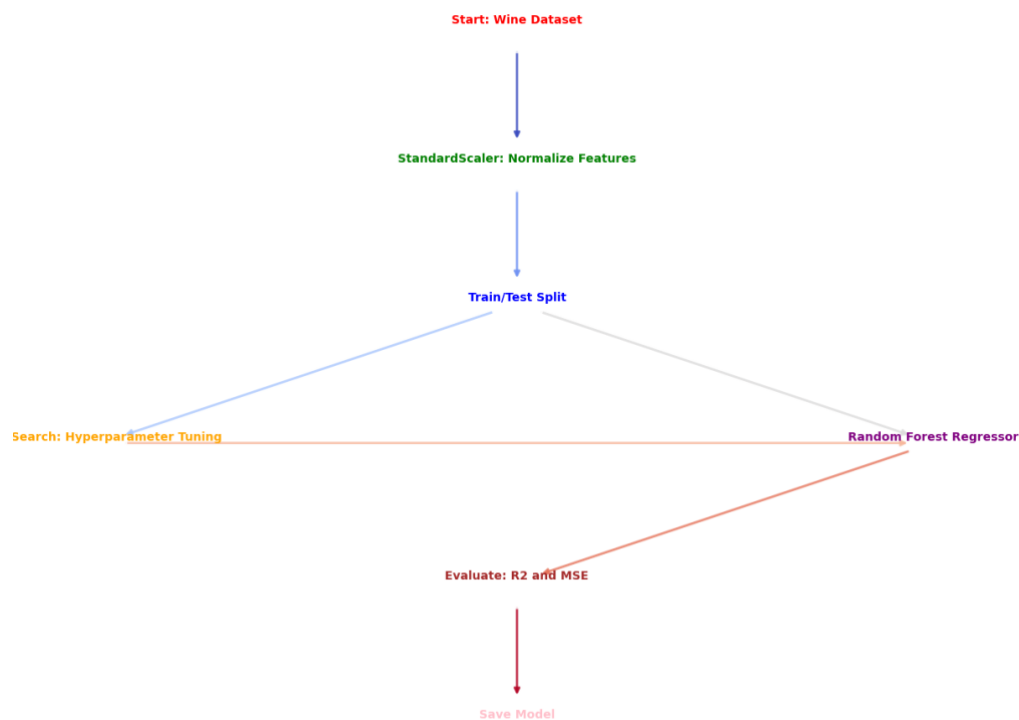 Start: Wine Dataset
StandardScaler: Normalize Features
Train/Test Split
Search: Hyperparameter Tuning
Random Forest Regressor
Evaluate: R2 and MSE
Save Model